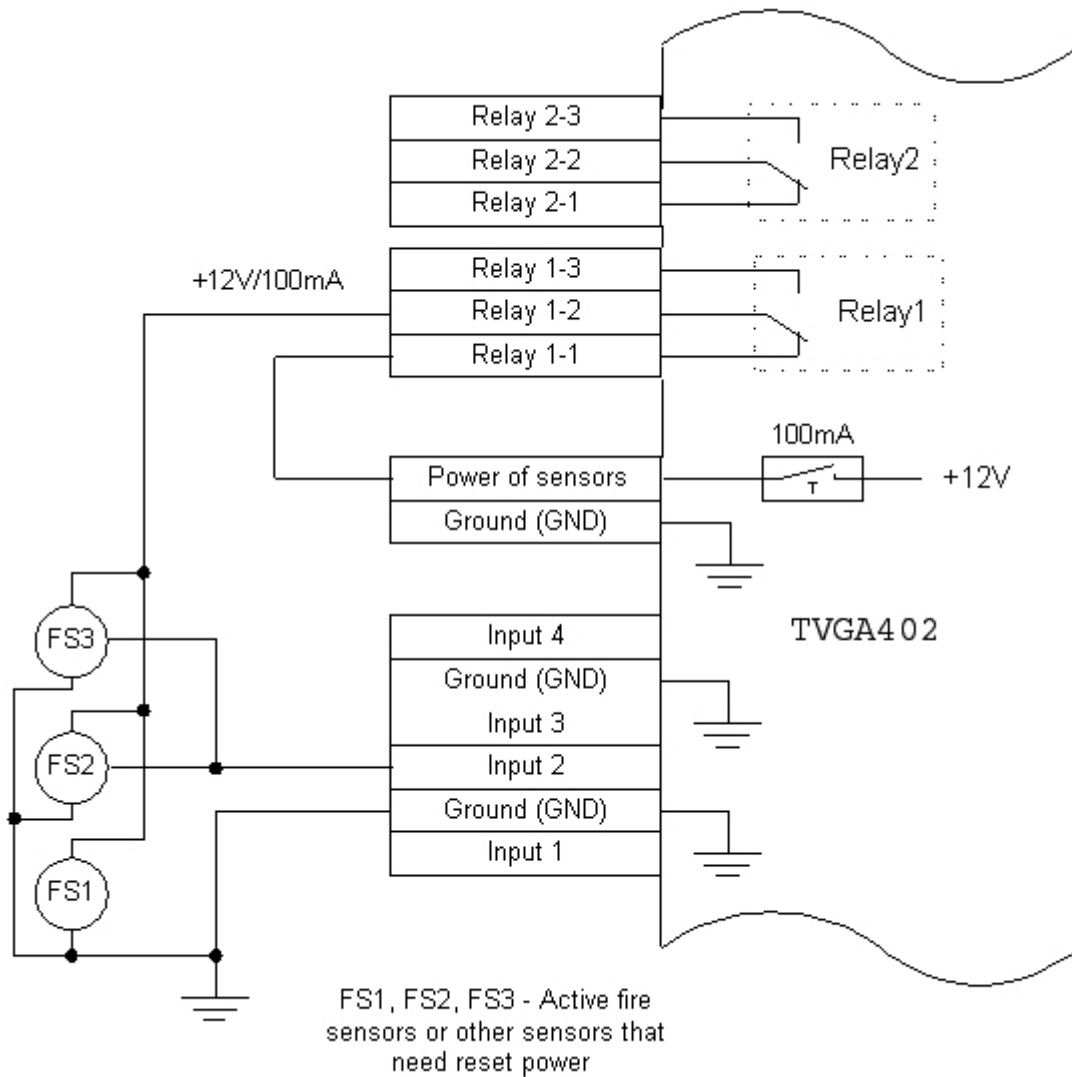 Relay 2-3
Relay 2-2
Relay 2-1
Relay2
+12V/100mA
Relay 1-3
Relay 1-2
Relay 1-1
Relay1
100mA
Power of sensors
T
+12V
Ground (GND)
FS3
FS2
FS1
Input 4
Ground (GND)
Input 3
Input 2
Ground (GND)
Input 1
TVGA402
FS1, FS2, FS3 - Active fire
sensors or other sensors that
need reset power